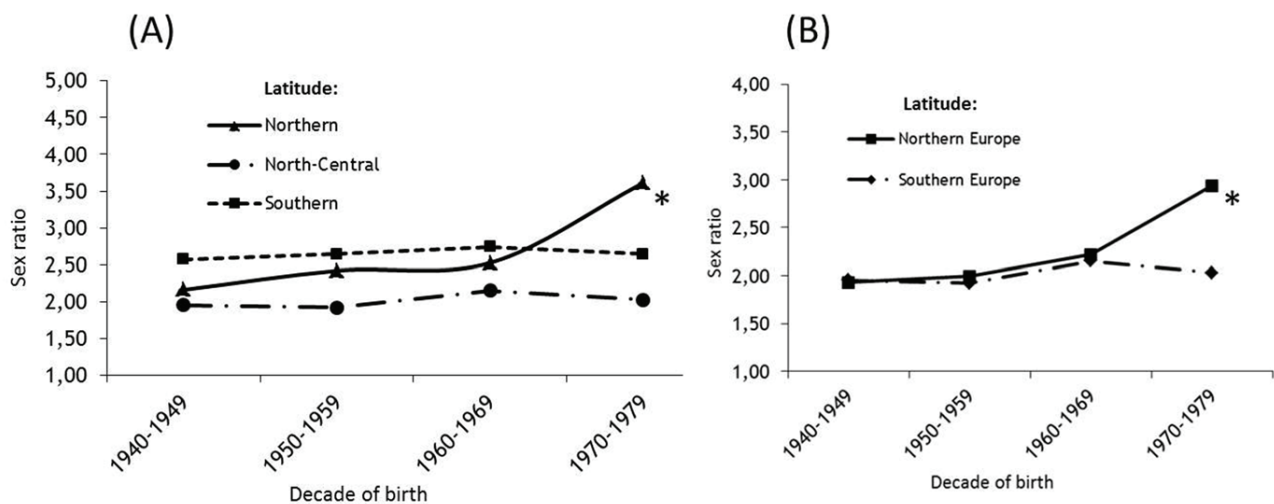 (A)
Sex ratio
5,00
4,50
4,00
3,50
3,00
2,50
2,00
1,50
1,00
Latitude:
Northern
North-Central
Southern
*
1940-1949
1950-1959
1960-1969
1970-1979
Decade of birth
(B)
Sex ratio
4,00
3,50
3,00
2,50
2,00
1,50
1,00
Latitude:
Northern Europe
Southern Europe
*
1940-1949
1950-1959
1960-1969
1970-1979
Decade of birth